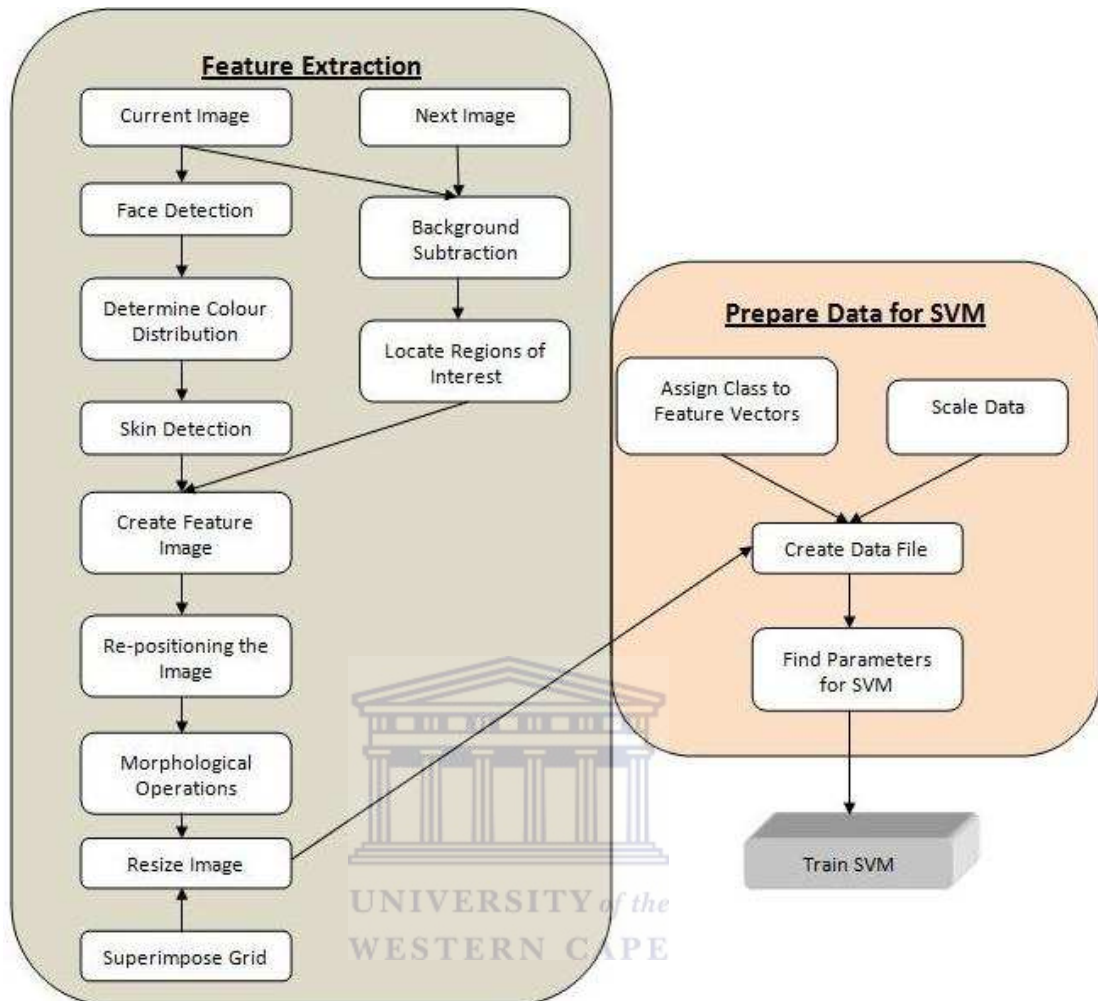 Feature Extraction
Current Image
Next Image
Face Detection
Background
Subtraction
Determine Colour
Distribution
Locate Regions of
Interest
Skin Detection
Create Feature
Image
Re-positioning the
Image
Morphological
Operations
Resize Image
Superimpose Grid
Prepare Data for SVM
Assign Class to
Feature Vectors
Scale Data
Create Data File
Find Parameters
for SVM
Train SVM
UNIVERSITY of the
WESTERN CAPE